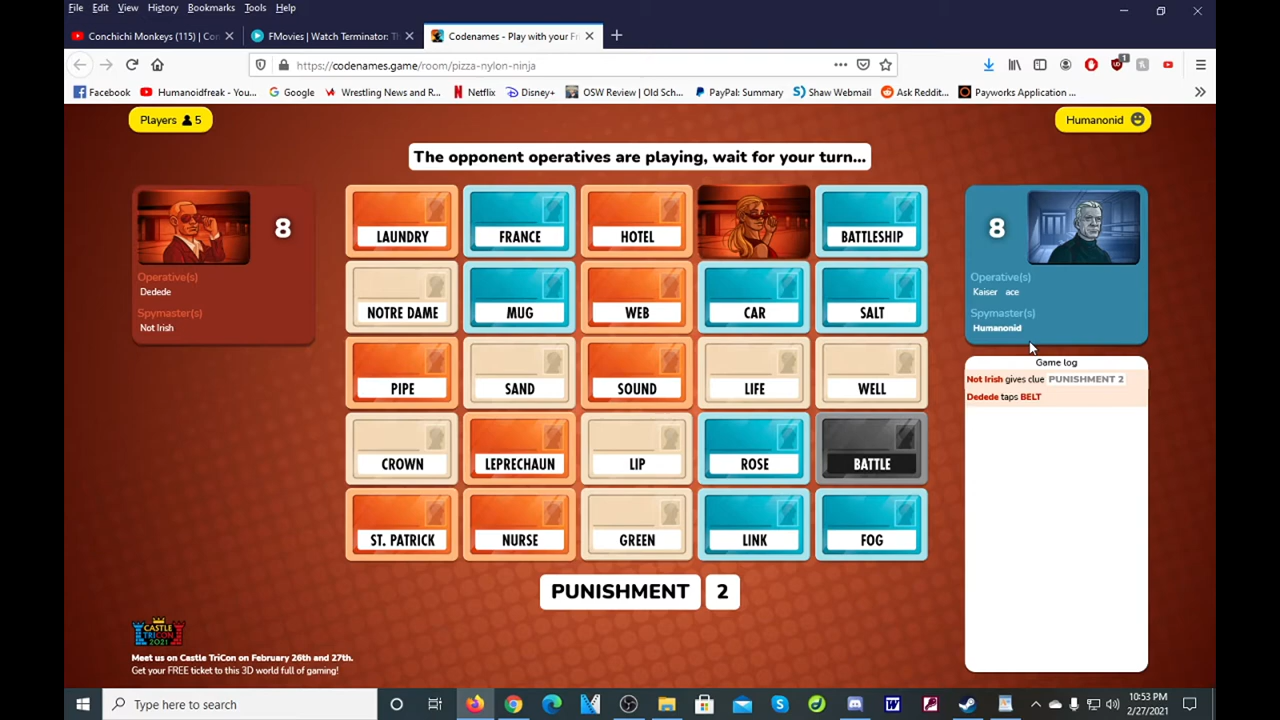 File Edit View History Bookmarks Tools Help
Conchichi Monkeys (115) | Con
FMovies | Watch Terminator: Th
Codenames - Play with your Fr
https://codenames.game/room/pizza-nylon-ninja
1
Facebook
Humanoidfreak - You...
Google
Wrestling News and R...
Netflix
Disney+
OSW Review | Old Sch...
PayPal: Summary
Shaw Webmail
Ask Reddit...
Payworks Application ...
Players 5
Humanonid
The opponent operatives are playing, wait for your turn...
8
Operative(s)
Dedede
Spymaster(s)
Not Irish
LAUNDRY FRANCE HOTEL BATTLESHIP
NOTRE DAME MUG WEB CAR SALT
PIPE SAND SOUND LIFE WELL
CROWN LEPRECHAUN LIP ROSE BATTLE
ST. PATRICK NURSE GREEN LINK FOG
8
Operative(s)
Kaiser ace
Spymaster(s)
Humanonid
Game log
Not Irish gives clue PUNISHMENT 2
Dedede taps BELT
PUNISHMENT 2
CASTLE
TRICON
2021
Meet us on Castle TriCon on February 26th and 27th.
Get your FREE ticket to this 3D world full of gaming!
Type here to search
10:53 PM
2/27/2021